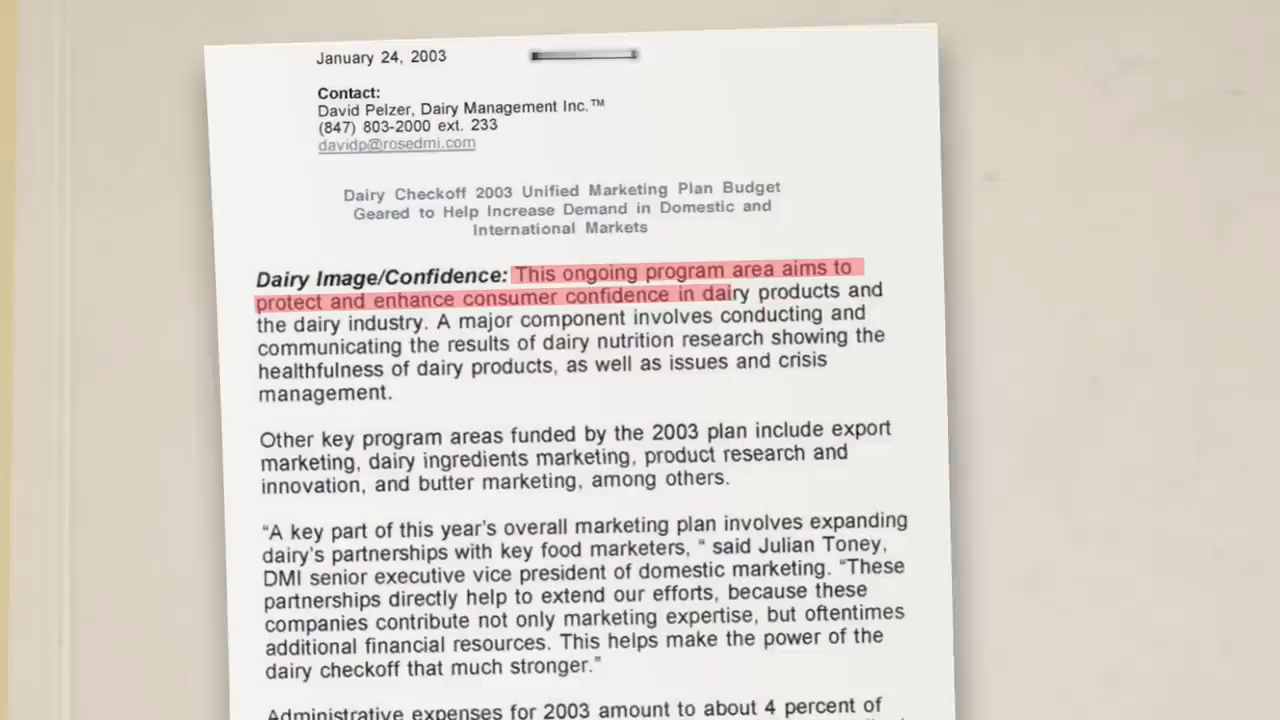 January 24, 2003
Contact:
David Pelzer, Dairy Management Inc.™
(847) 803-2000 ext. 233
davidp@rosedmi.com
Dairy Checkoff 2003 Unified Marketing Plan Budget
Geared to Help Increase Demand in Domestic and
International Markets
Dairy Image/Confidence: This ongoing program area aims to
protect and enhance consumer confidence in dairy products and
the dairy industry. A major component involves conducting and
communicating the results of dairy nutrition research showing the
healthfulness of dairy products, as well as issues and crisis
management.
Other key program areas funded by the 2003 plan include export
marketing, dairy ingredients marketing, product research and
innovation, and butter marketing, among others.
“A key part of this year’s overall marketing plan involves expanding
dairy’s partnerships with key food marketers, “ said Julian Toney,
DMI senior executive vice president of domestic marketing. “These
partnerships directly help to extend our efforts, because these
companies contribute not only marketing expertise, but oftentimes
additional financial resources. This helps make the power of the
dairy checkoff that much stronger.”
Administrative expenses for 2003 amount to about 4 percent of